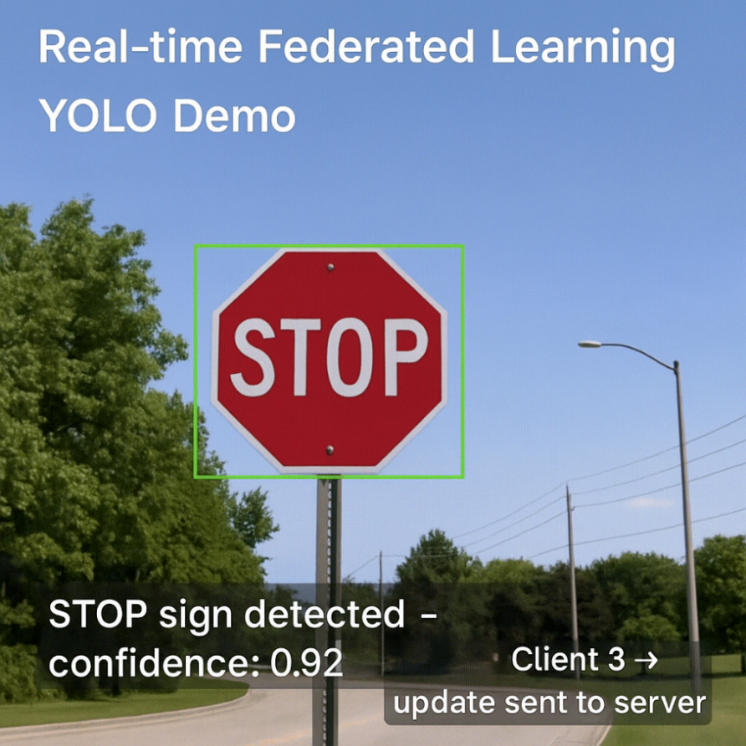 Real-time Federated Learning
YOLO Demo
STOP
STOP sign detected –
confidence: 0.92
Client 3 →
update sent to server